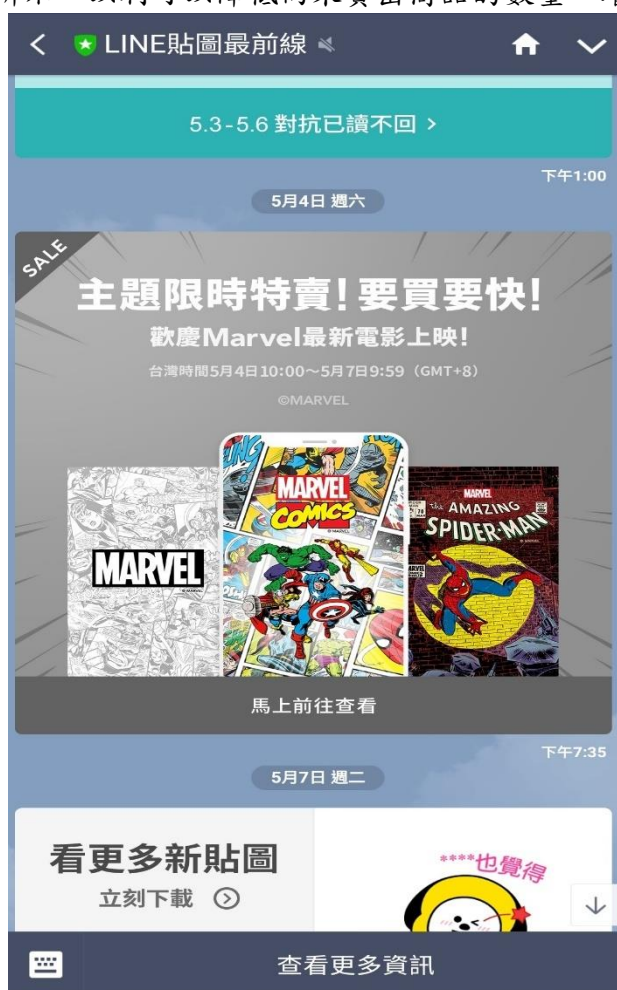 LINE貼圖最前線
5.3-5.6 對抗已讀不回 >
下午1:00
5月4日 週六
SALE
主題限時特賣!要買要快!
歡慶Marvel最新電影上映!
台灣時間5月4日10:00~5月7日9:59(GMT+8)
©MARVEL
MARVEL
MARVEL
COMICS
MARVEL
THE AMAZING
SPIDER-MAN
馬上前往查看
下午7:35
5月7日 週二
看更多新貼圖
立刻下載
****也覺得
查看更多資訊